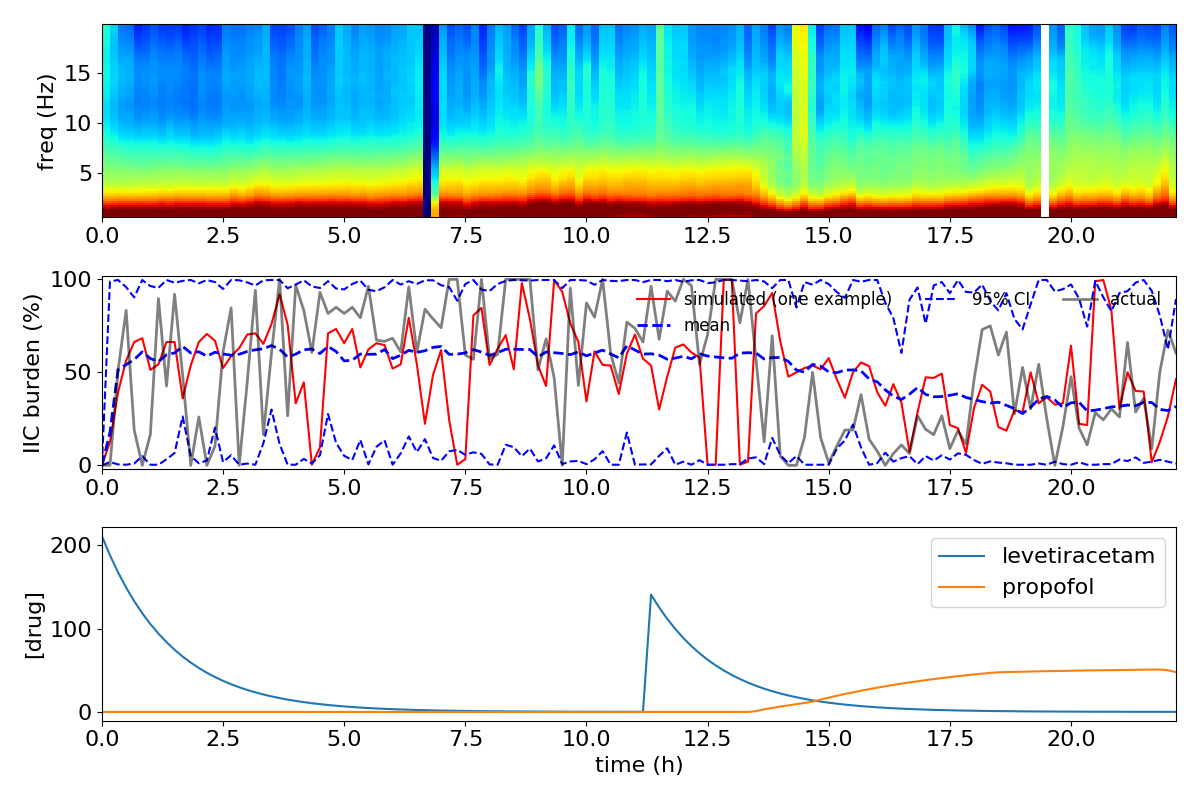 freq (Hz)
15
10
5
0.0 2.5 5.0 7.5 10.0 12.5 15.0 17.5 20.0
IIC burden (%)
100
50
0
simulated (one example) 95% CI actual
mean
0.0 2.5 5.0 7.5 10.0 12.5 15.0 17.5 20.0
[drug]
200
100
0
levetiracetam
propofol
0.0 2.5 5.0 7.5 10.0 12.5 15.0 17.5 20.0
time (h)